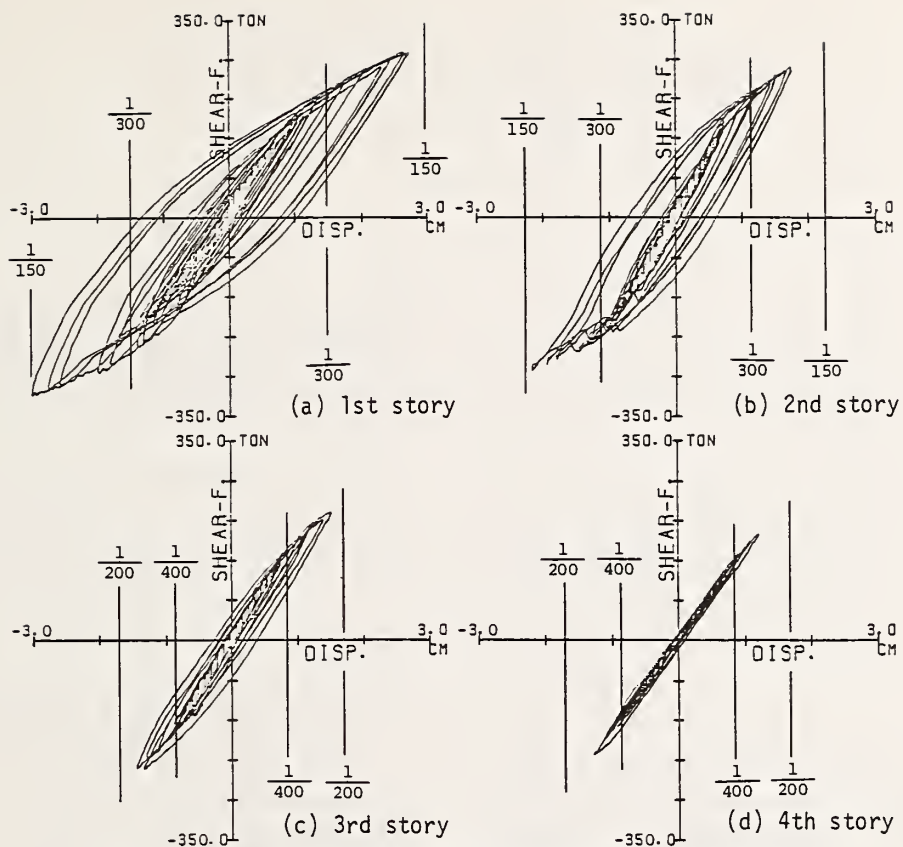 350.0 TON
SHEAR-F.
1
300
1
150
-3.0
3.0
DISP.
CM
1
150
1
300
-350.0
(a) 1st story
350.0 TON
SHEAR-F.
1
150
1
300
-3.0
3.0
DISP.
CM
1
300
1
150
-350.0
(b) 2nd story
350.0 TON
SHEAR-F.
1
200
1
400
-3.0
3.0
DISP.
CM
1
400
1
200
-350.0
(c) 3rd story
350.0 TON
SHEAR-F.
1
200
1
400
-3.0
3.0
DISP.
CM
1
400
1
200
-350.0
(d) 4th story